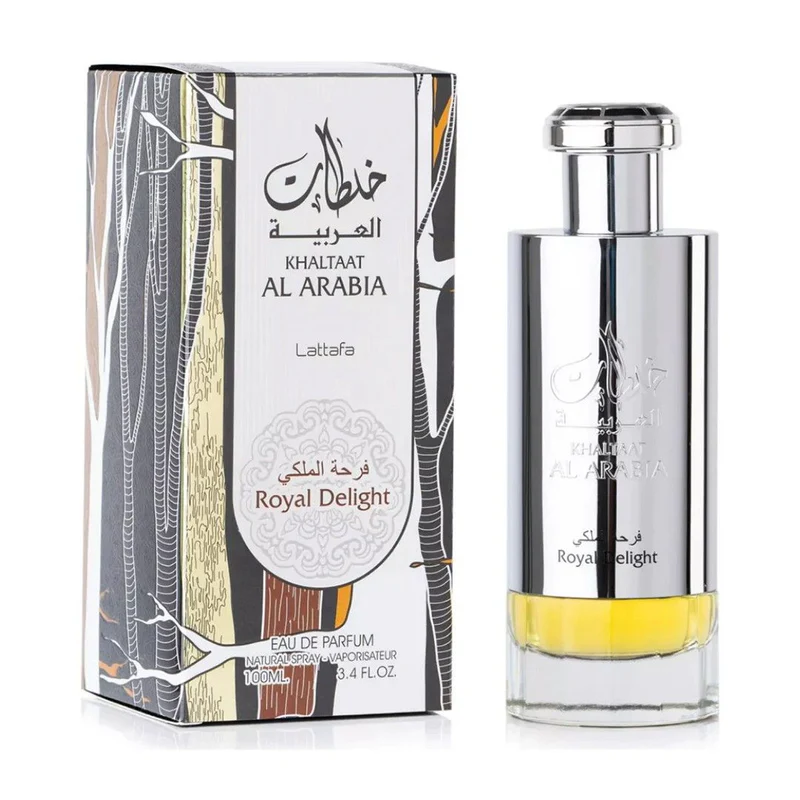 خلطات
العربية
KHALTAAT
AL ARABIA
Lattafa
فرحة الملكي
Royal Delight
EAU DE PARFUM
NATURAL SPRAY - VAPORISATEUR
100ML. 3.4 FL.OZ.
خلطات
العربية
KHALTAAT
AL ARABIA
فرحة الملكي
Royal Delight